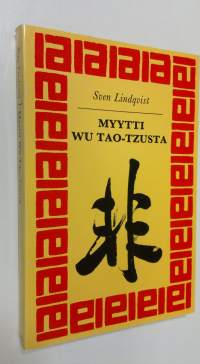 Sven Lindqvist
MYYTTI
WU TAO-TZUSTA
非